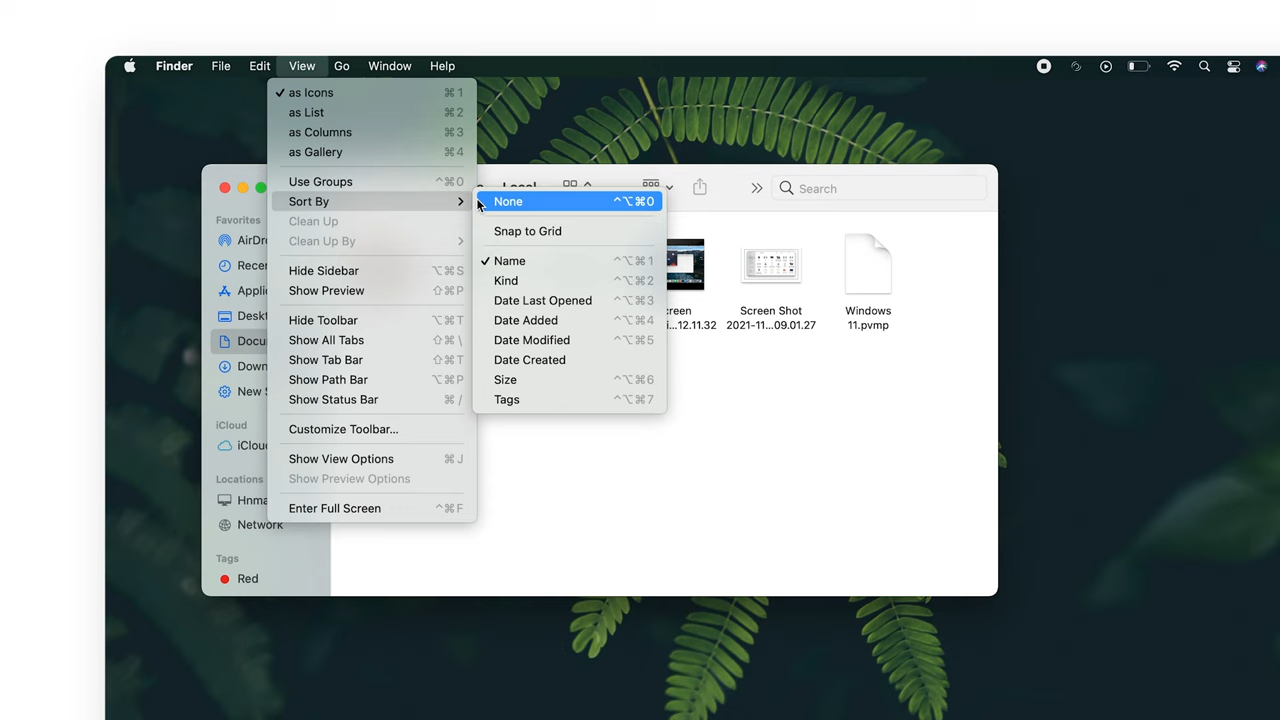 Finder File Edit View Go Window Help
✓ as Icons ⌘1
as List ⌘2
as Columns ⌘3
as Gallery ⌘4
Use Groups ^⌘0
Sort By >
Clean Up
Clean Up By >
Hide Sidebar ⌥⌘S
Show Preview ⇧⌘P
Hide Toolbar ⌥⌘T
Show All Tabs ⇧⌘\
Show Tab Bar ⇧⌘T
Show Path Bar ⌥⌘P
Show Status Bar ⌘/
Customize Toolbar...
Show View Options ⌘J
Show Preview Options
Enter Full Screen ^⌘F
None ^⌥⌘0
Snap to Grid
✓ Name ^⌥⌘1
Kind ^⌥⌘2
Date Last Opened ^⌥⌘3
Date Added ^⌥⌘4
Date Modified ^⌥⌘5
Date Created
Size ^⌥⌘6
Tags ^⌥⌘7
Local
Search
Favorites
AirDr
Recer
Applic
Deskt
Docu
Down
New S
iCloud
iCloud
Locations
Hnma
Network
Tags
Red
reen
i...12.11.32
Screen Shot
2021-11...09.01.27
Windows
11.pvmp